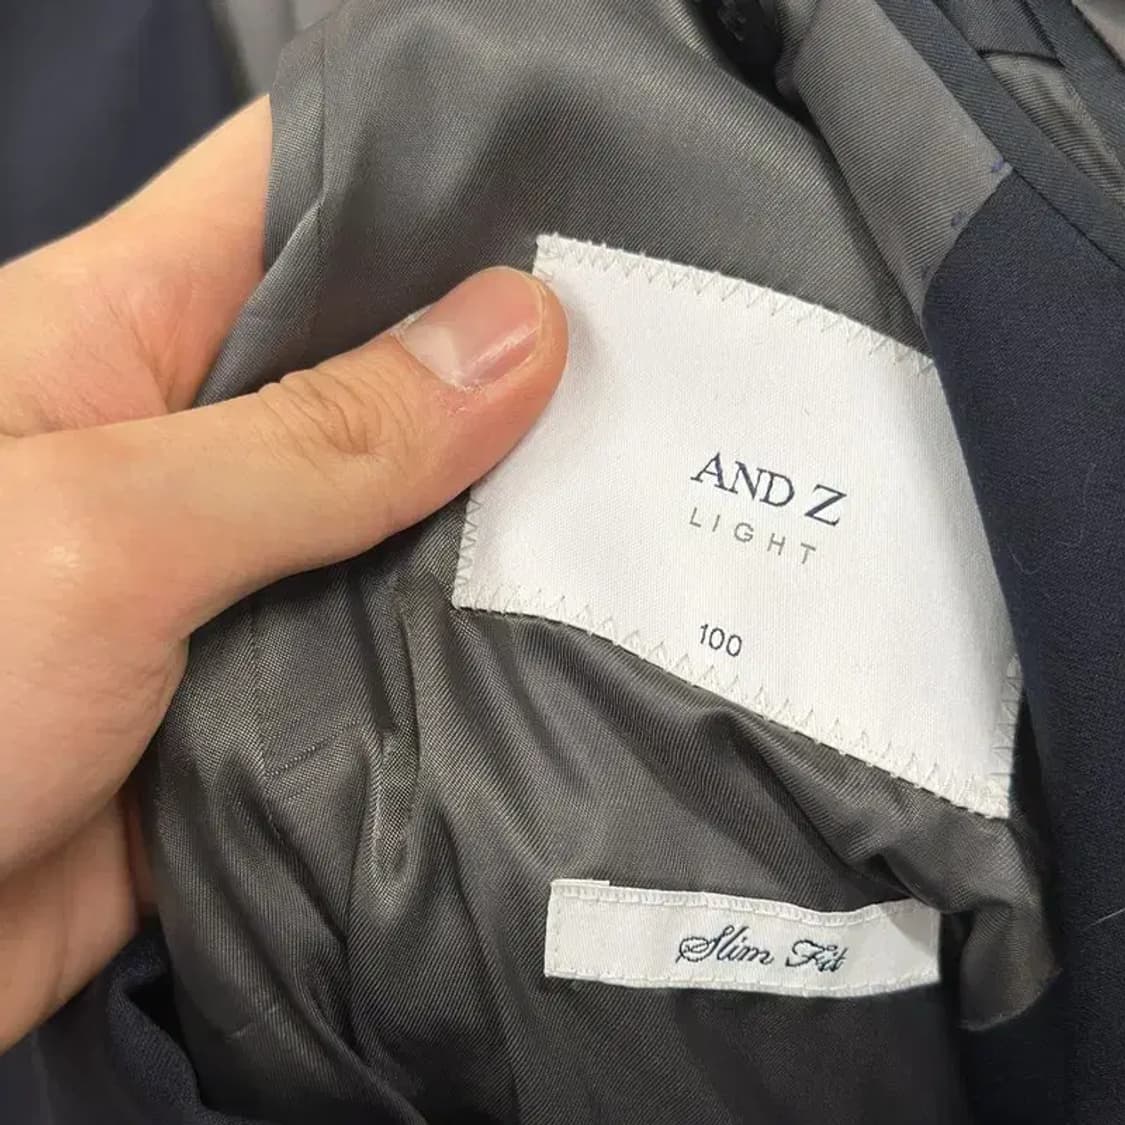 AND Z
LIGHT
100
Slim Fit